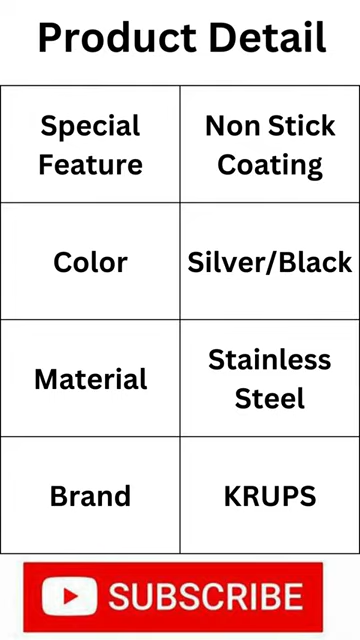 Product Detail
Special Feature
Non Stick Coating
Color
Silver/Black
Material
Stainless Steel
Brand
KRUPS
SUBSCRIBE